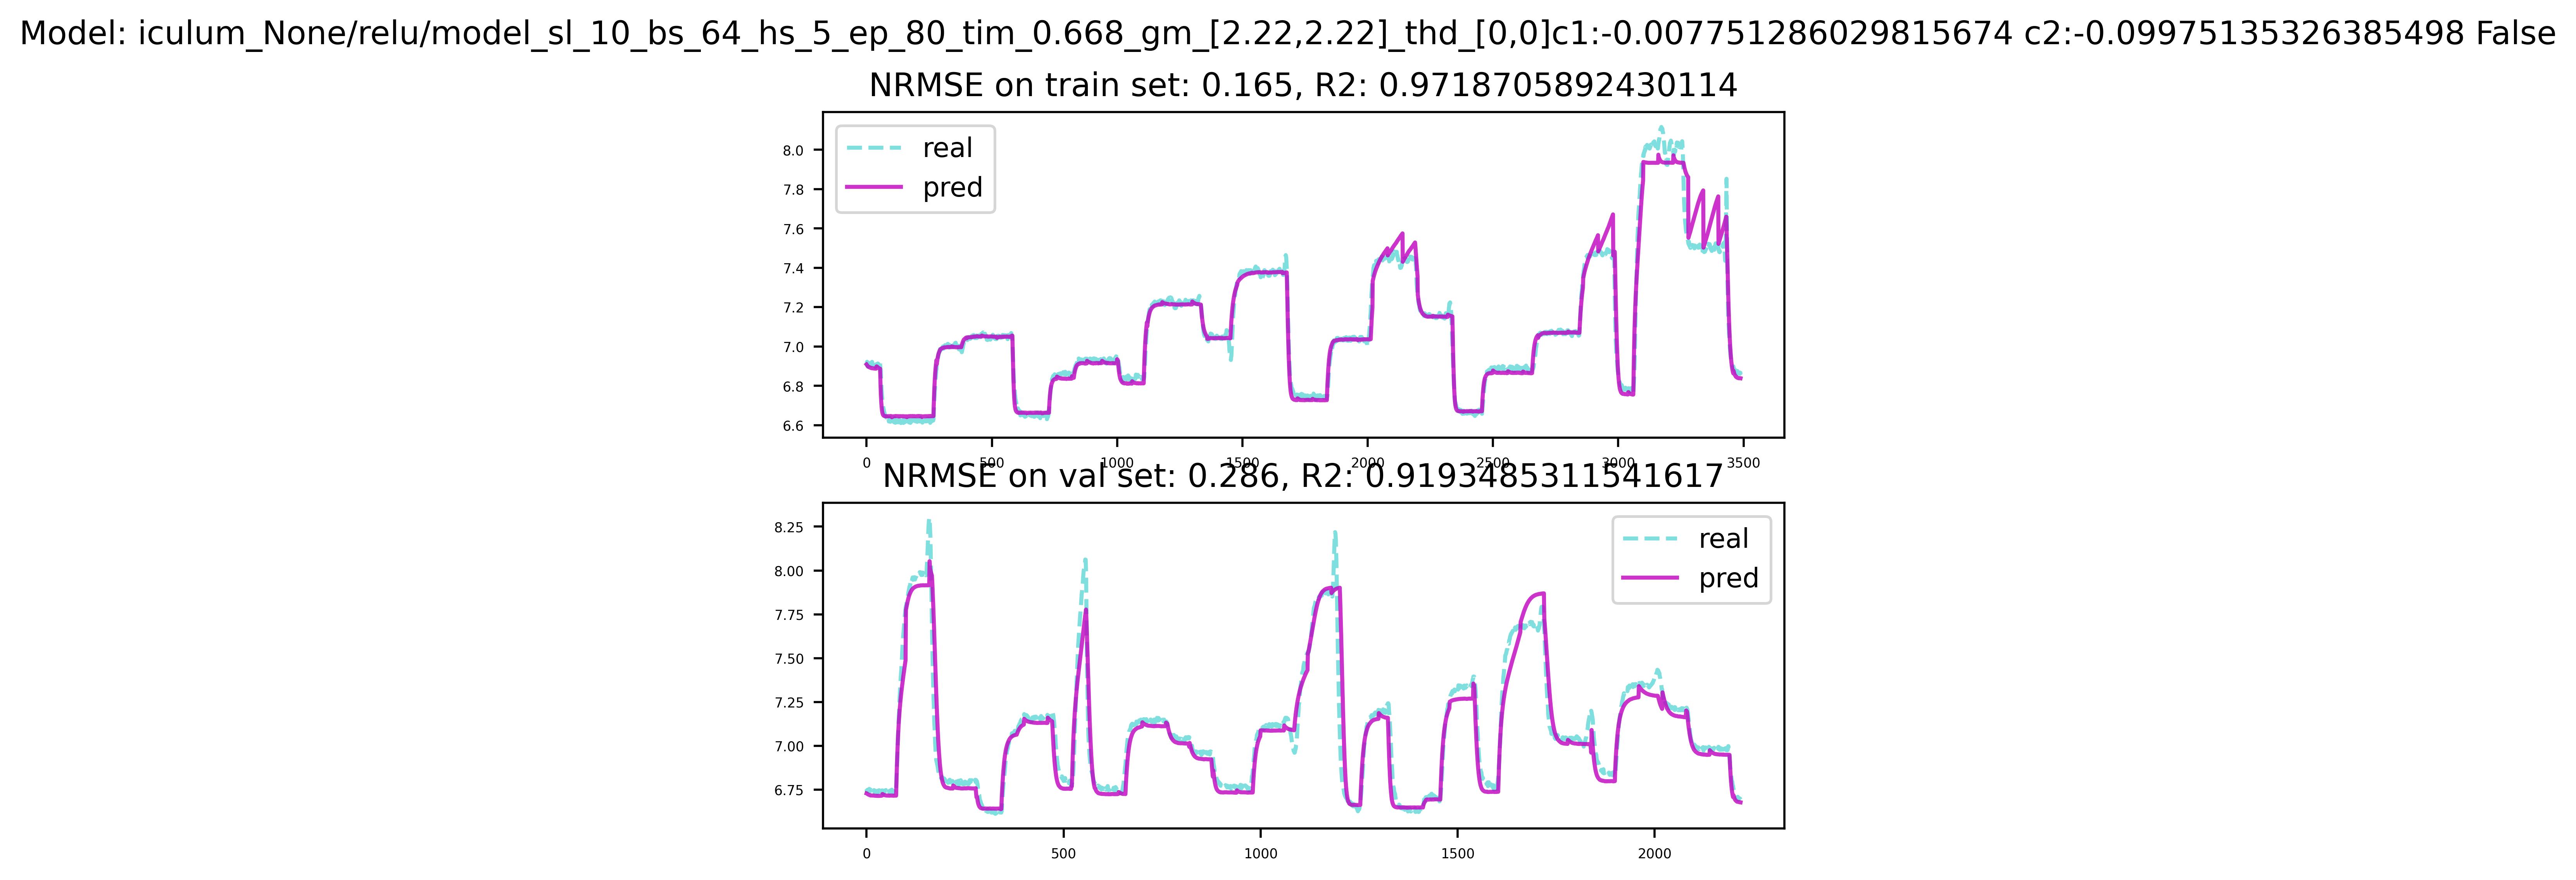 Model: iculum_None/relu/model_sl_10_bs_64_hs_5_ep_80_tim_0.668_gm_[2.22,2.22]_thd_[0,0]c1:-0.007751286029815674 c2:-0.09975135326385498 False
NRMSE on train set: 0.165, R2: 0.9718705892430114
real
pred
8.0
7.8
7.6
7.4
7.2
7.0
6.8
6.6
0 500 1000 1500 2000 2500 3000 3500
NRMSE on val set: 0.286, R2: 0.9193485311541617
real
pred
8.25
8.00
7.75
7.50
7.25
7.00
6.75
0 500 1000 1500 2000